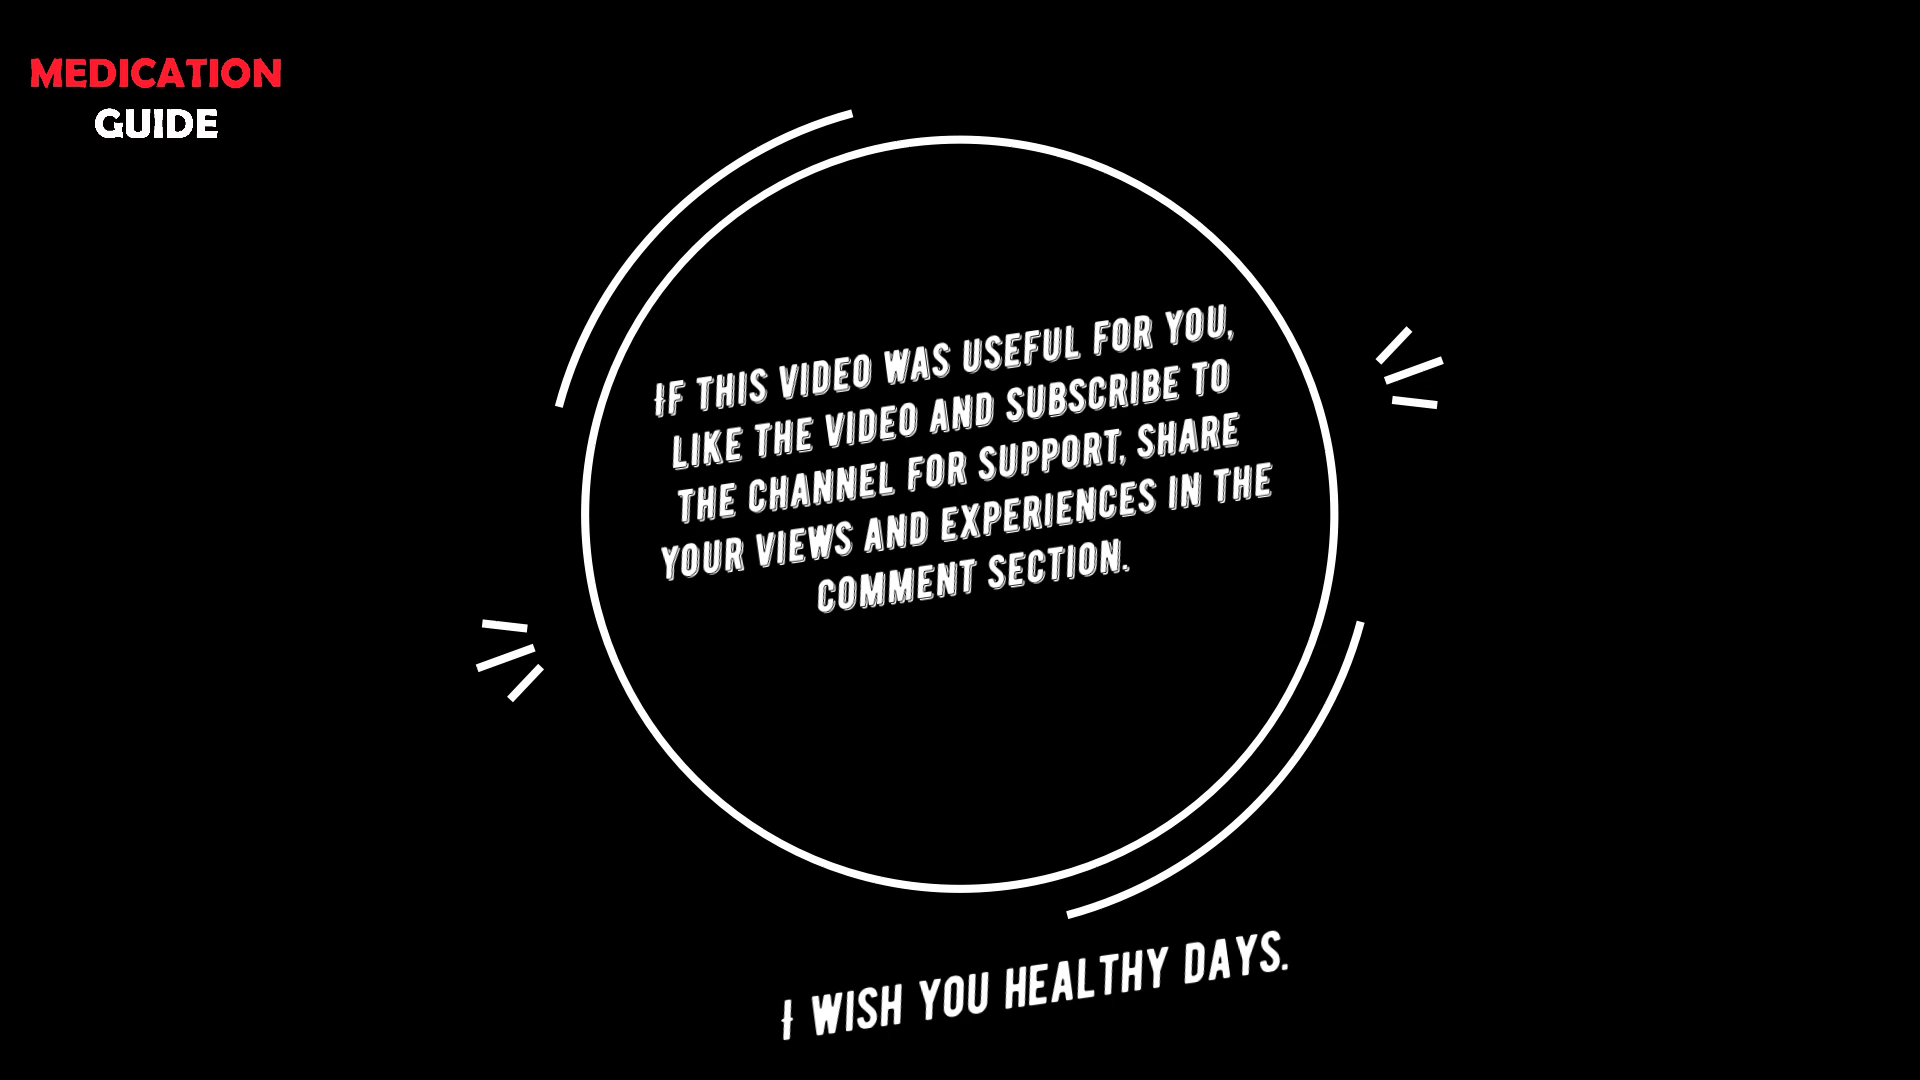 MEDICATION
GUIDE
IF THIS VIDEO WAS USEFUL FOR YOU,
LIKE THE VIDEO AND SUBSCRIBE TO
THE CHANNEL FOR SUPPORT, SHARE
YOUR VIEWS AND EXPERIENCES IN THE
COMMENT SECTION.
I WISH YOU HEALTHY DAYS.